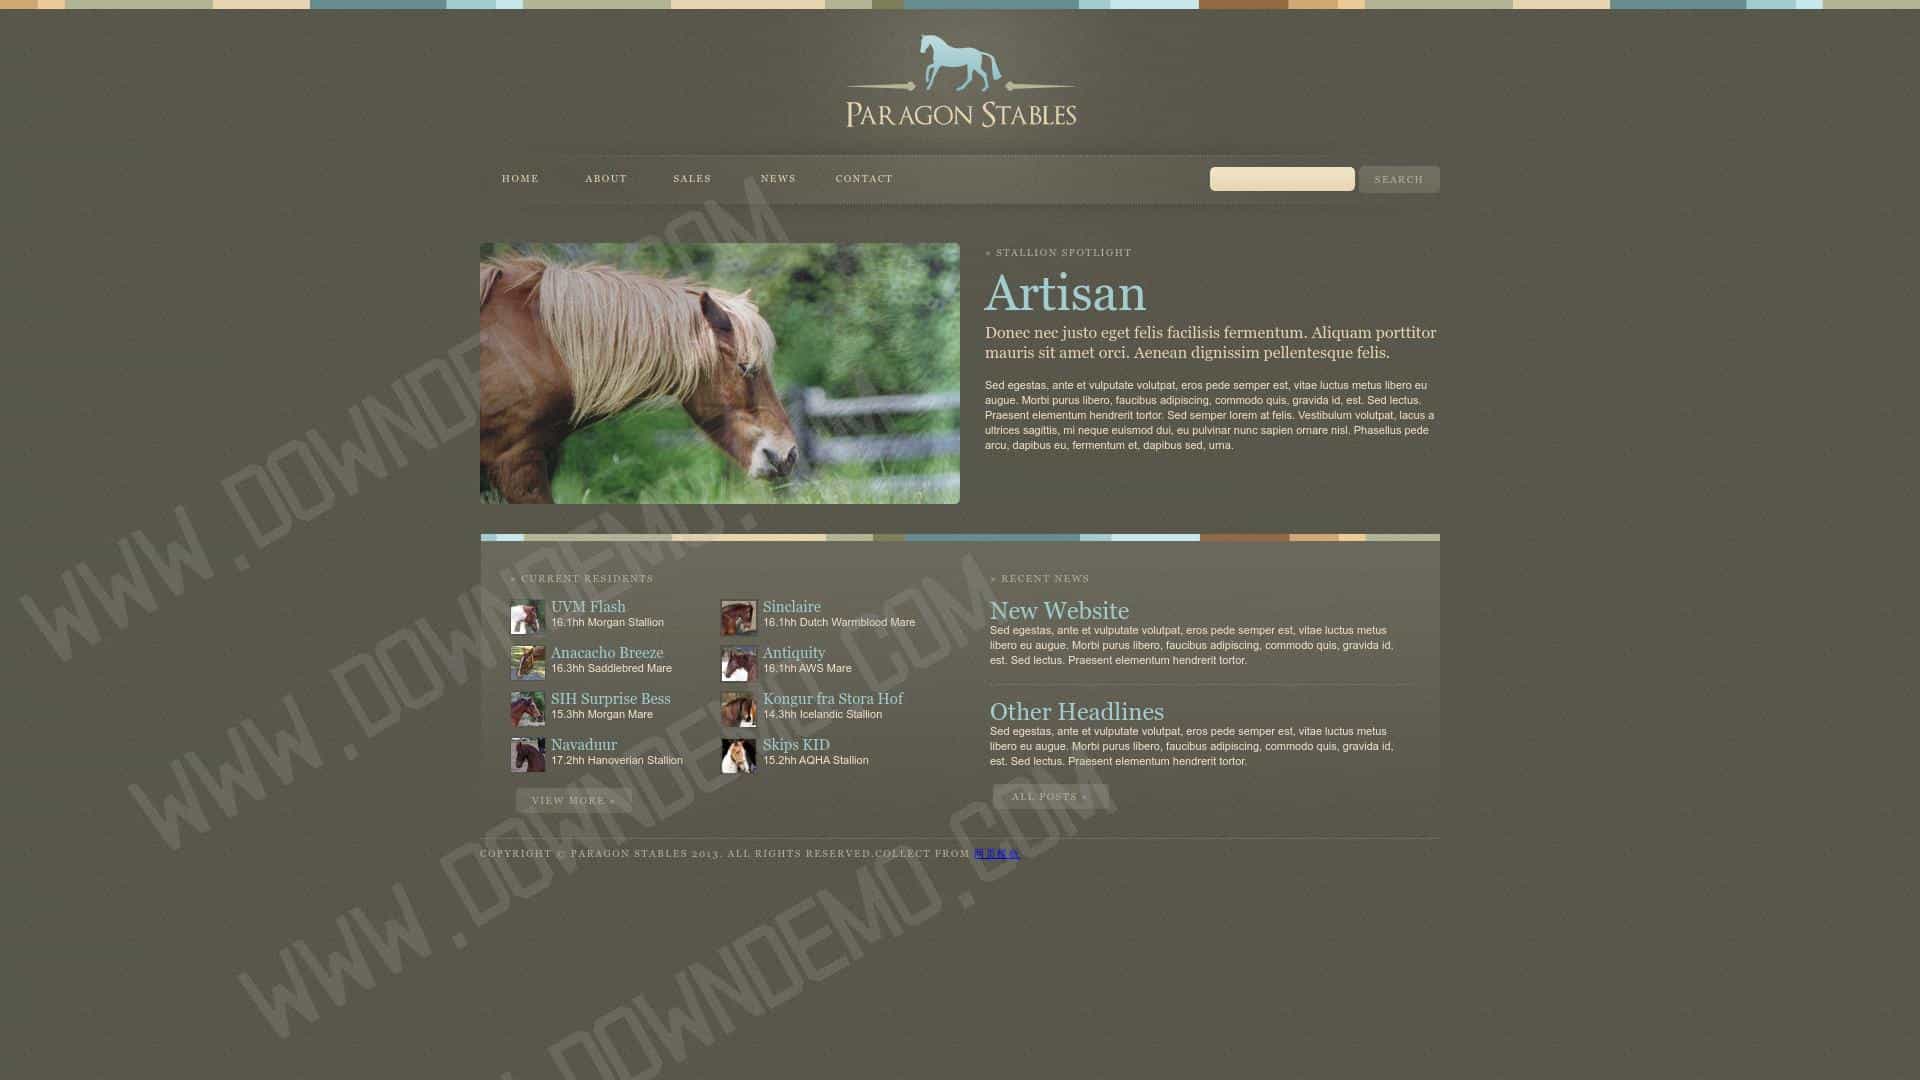 PARAGON STABLES
HOME ABOUT SALES NEWS CONTACT SEARCH
» STALLION SPOTLIGHT
Artisan
Donec nec justo eget felis facilisis fermentum. Aliquam porttitor
mauris sit amet orci. Aenean dignissim pellentesque felis.
Sed egestas, ante et vulputate volutpat, eros pede semper est, vitae luctus metus libero eu
augue. Morbi purus libero, faucibus adipiscing, commodo quis, gravida id, est. Sed lectus.
Praesent elementum hendrerit tortor. Sed semper lorem at felis. Vestibulum volutpat, lacus a
ultrices sagittis, mi neque euismod dui, eu pulvinar nunc sapien ornare nisl. Phasellus pede
arcu, dapibus eu, fermentum et, dapibus sed, urna.
» CURRENT RESIDENTS
UVM Flash
16.1hh Morgan Stallion
Anacacho Breeze
16.3hh Saddlebred Mare
SIH Surprise Bess
15.3hh Morgan Mare
Navaduur
17.2hh Hanoverian Stallion
Sinclaire
16.1hh Dutch Warmblood Mare
Antiquity
16.1hh AWS Mare
Kongur fra Stora Hof
14.3hh Icelandic Stallion
Skips KID
15.2hh AQHA Stallion
VIEW MORE »
» RECENT NEWS
New Website
Sed egestas, ante et vulputate volutpat, eros pede semper est, vitae luctus metus
libero eu augue. Morbi purus libero, faucibus adipiscing, commodo quis, gravida id,
est. Sed lectus. Praesent elementum hendrerit tortor.
Other Headlines
Sed egestas, ante et vulputate volutpat, eros pede semper est, vitae luctus metus
libero eu augue. Morbi purus libero, faucibus adipiscing, commodo quis, gravida id,
est. Sed lectus. Praesent elementum hendrerit tortor.
ALL POSTS »
COPYRIGHT © PARAGON STABLES 2013. ALL RIGHTS RESERVED.COLLECT FROM 网页模板
WWW.DOWNDEMO.COM
WWW.DOWNDEMO.COM
WWW.DOWNDEMO.COM
DOWNDEMO.COM